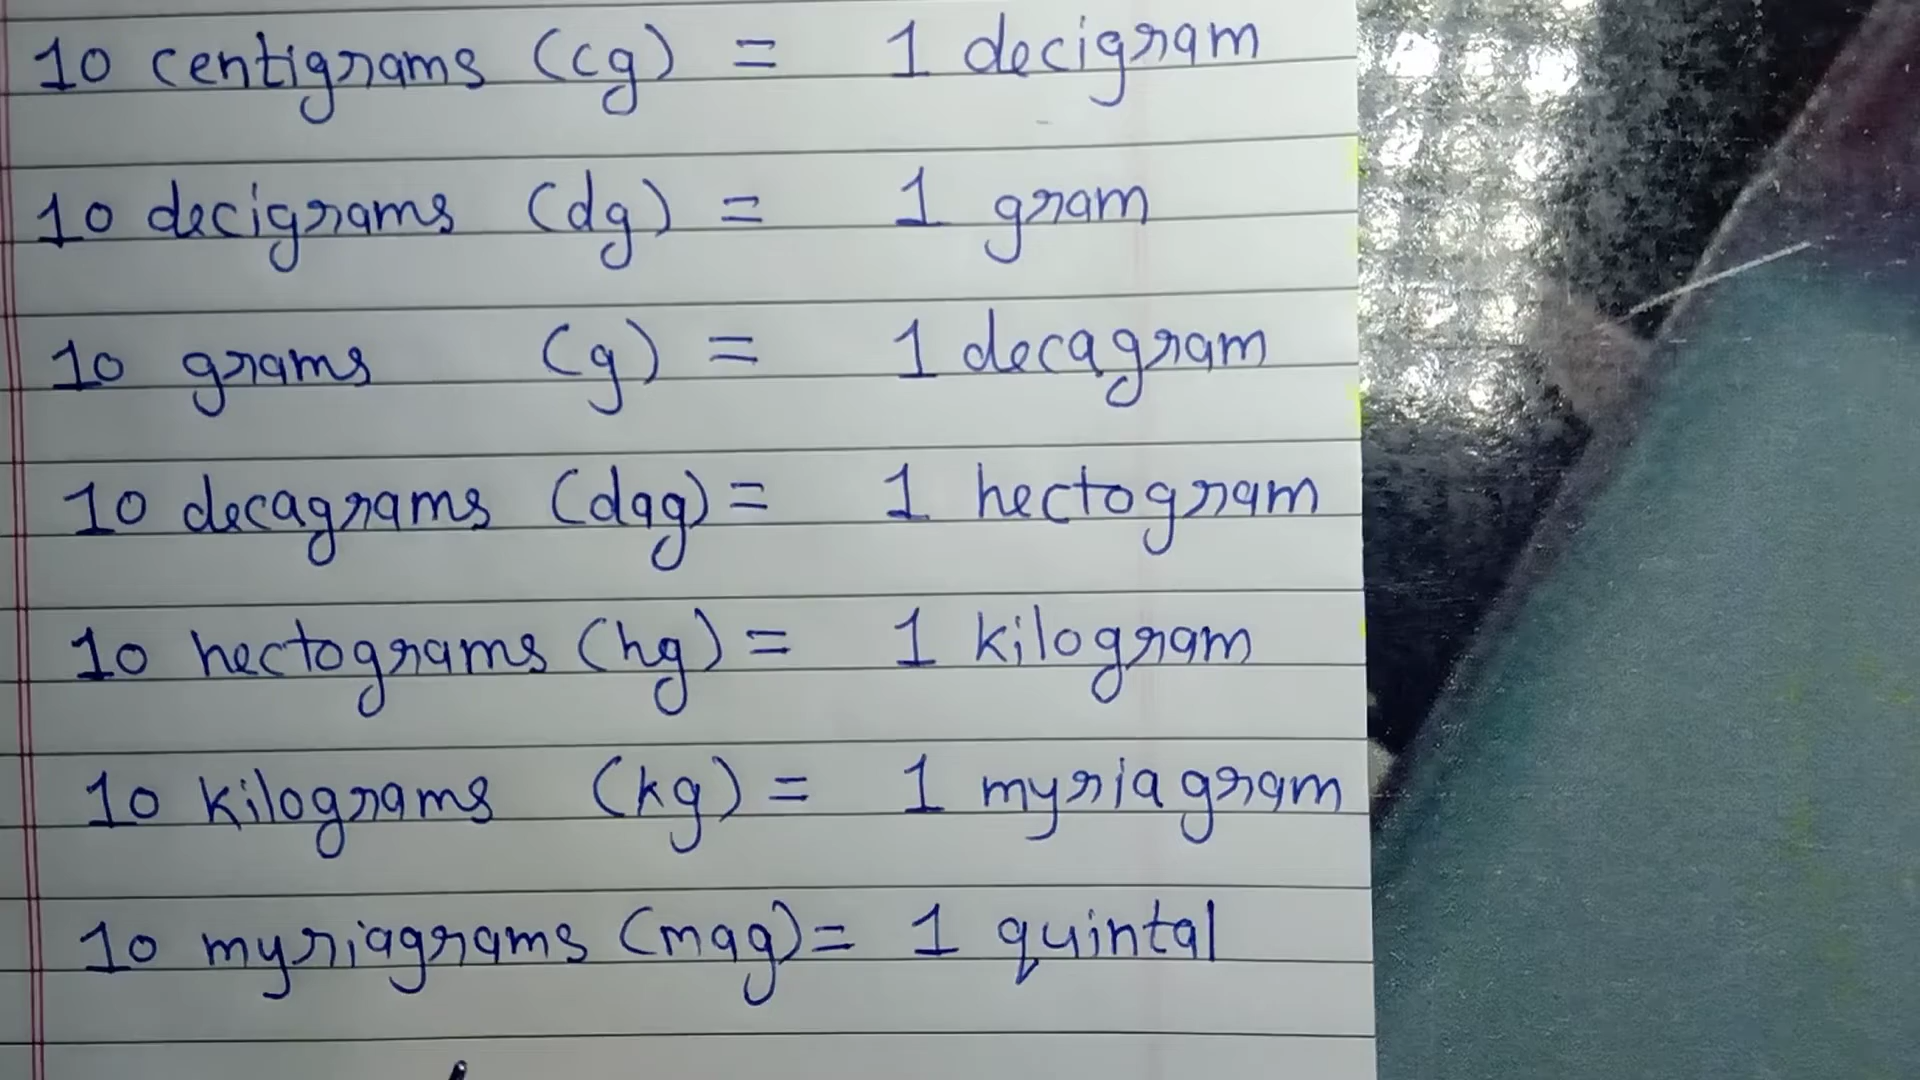 10 centigrams (cg) = 1 decigram
10 decigrams (dg) = 1 gram
10 grams (g) = 1 decagram
10 decagrams (dag) = 1 hectogram
10 hectograms (hg) = 1 kilogram
10 kilograms (kg) = 1 myriagram
10 myriagrams (mag) = 1 quintal